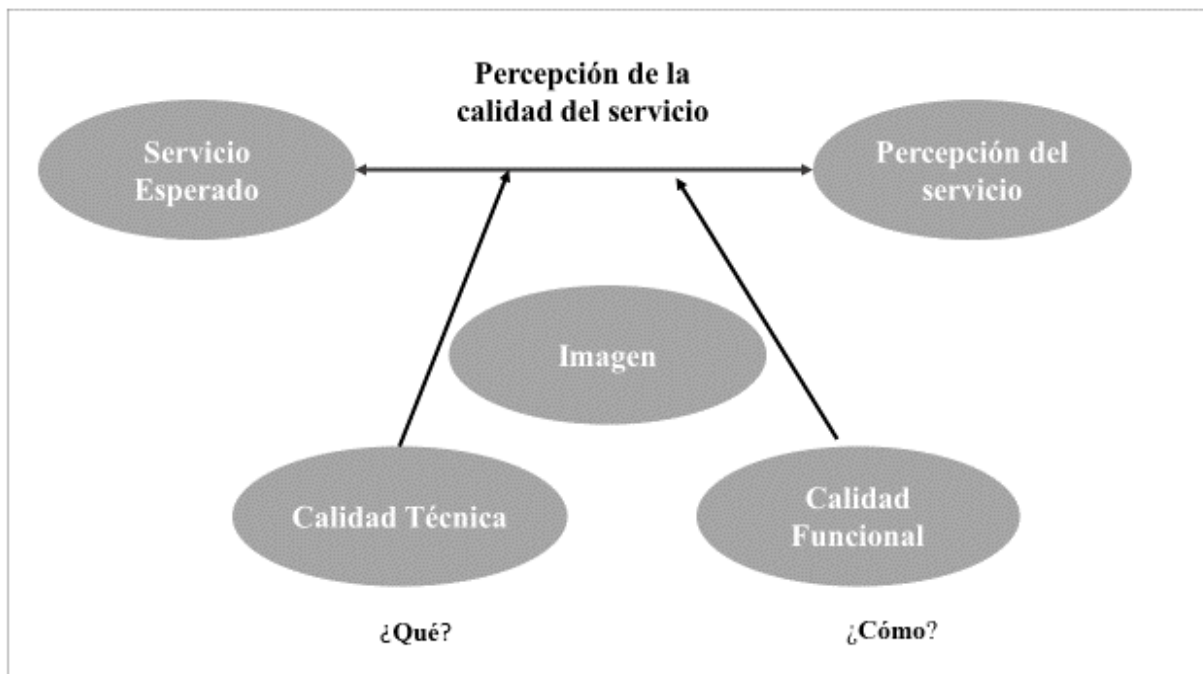 Percepción de la
calidad del servicio
Servicio
Esperado
Percepción del
servicio
Imagen
Calidad Técnica
Calidad
Funcional
¿Qué?
¿Cómo?